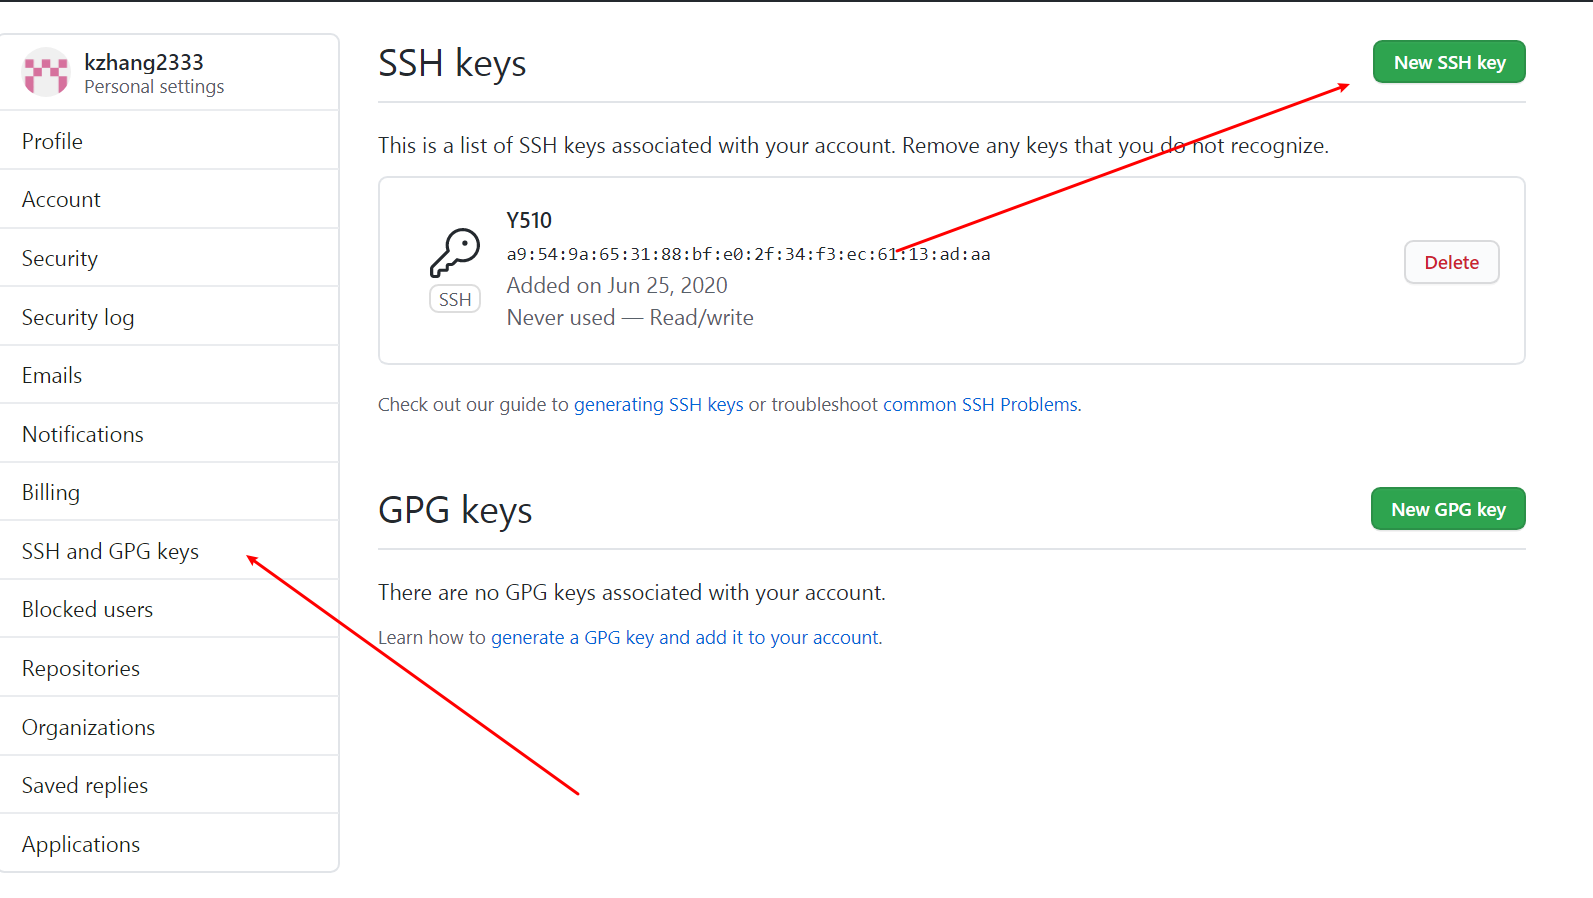 kzhang2333
Personal settings
Profile
Account
Security
Security log
Emails
Notifications
Billing
SSH and GPG keys
Blocked users
Repositories
Organizations
Saved replies
Applications
SSH keys
New SSH key
This is a list of SSH keys associated with your account. Remove any keys that you do not recognize.
Y510
a9:54:9a:65:31:88:bf:e0:2f:34:f3:ec:61:13:ad:aa
Added on Jun 25, 2020
Never used — Read/write
SSH
Delete
Check out our guide to generating SSH keys or troubleshoot common SSH Problems.
GPG keys
New GPG key
There are no GPG keys associated with your account.
Learn how to generate a GPG key and add it to your account.